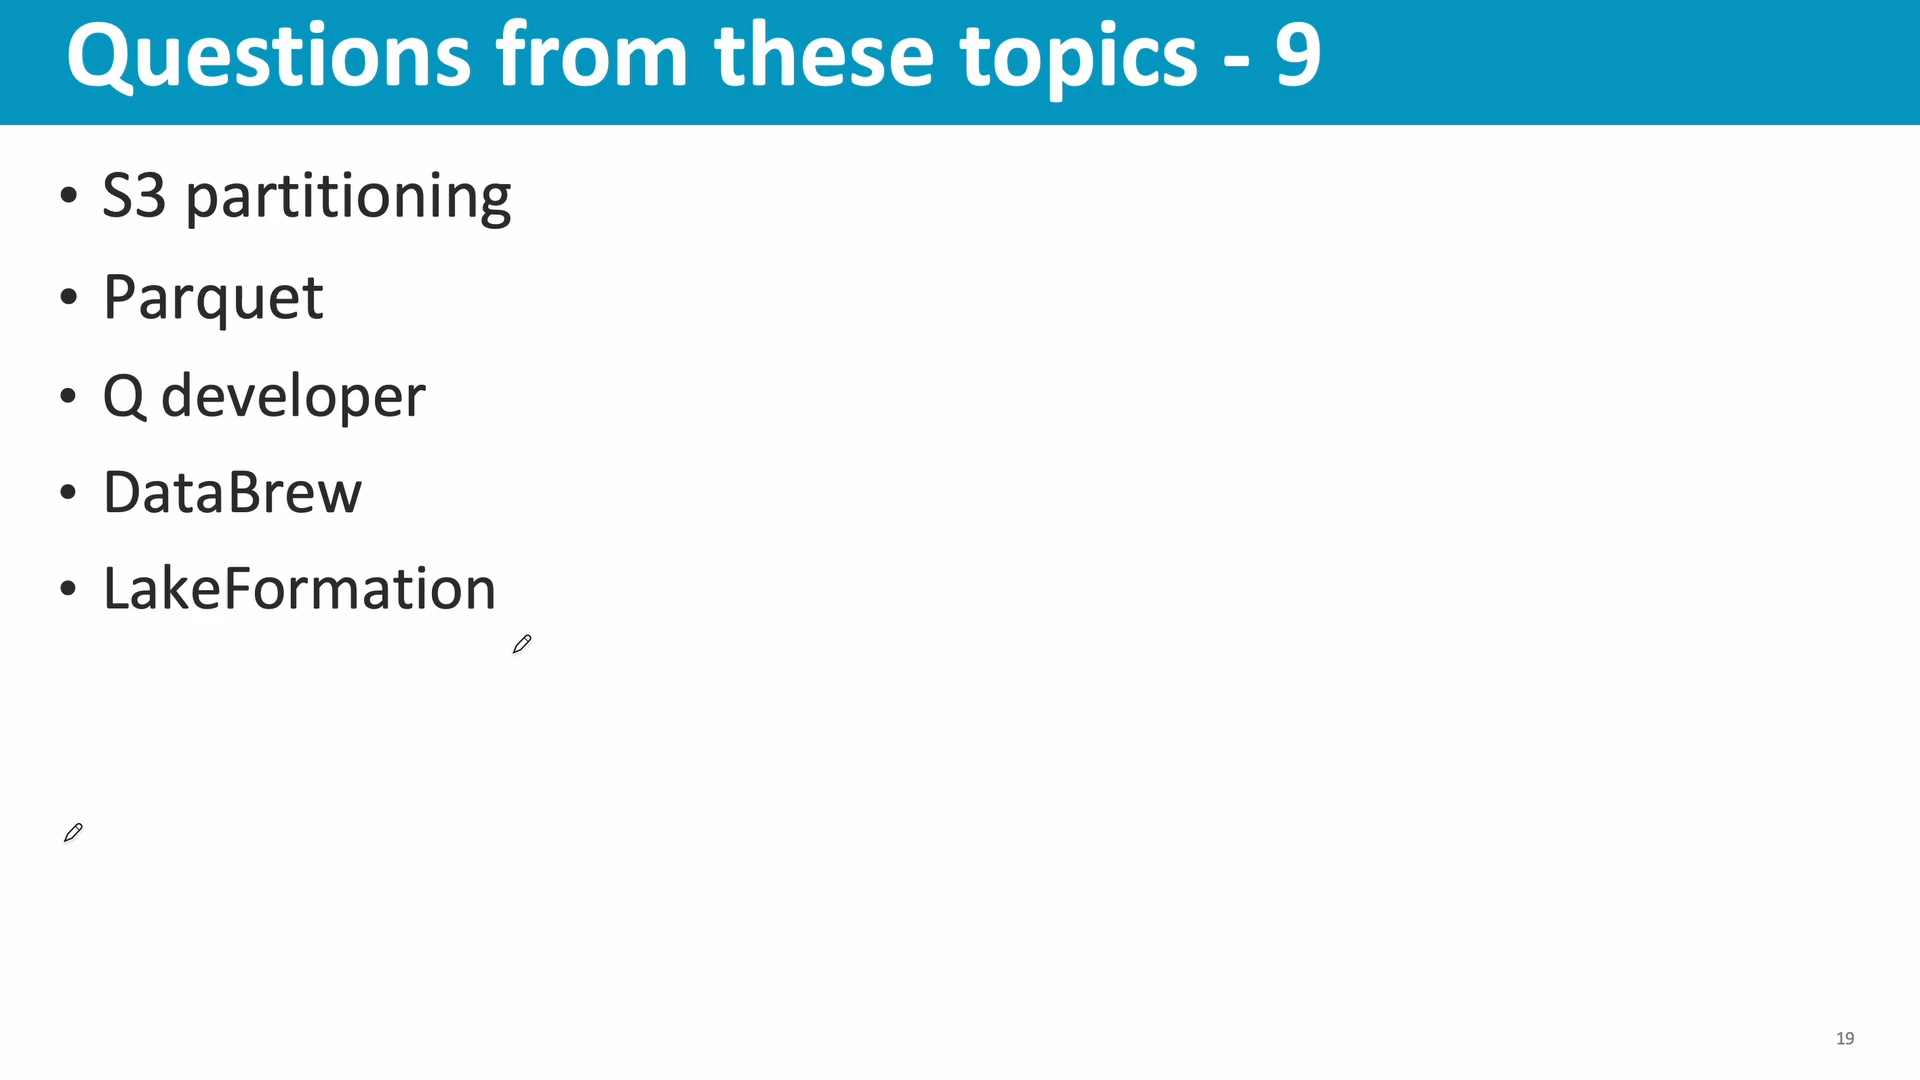 Questions from these topics - 9
• S3 partitioning
• Parquet
• Q developer
• DataBrew
• LakeFormation
19